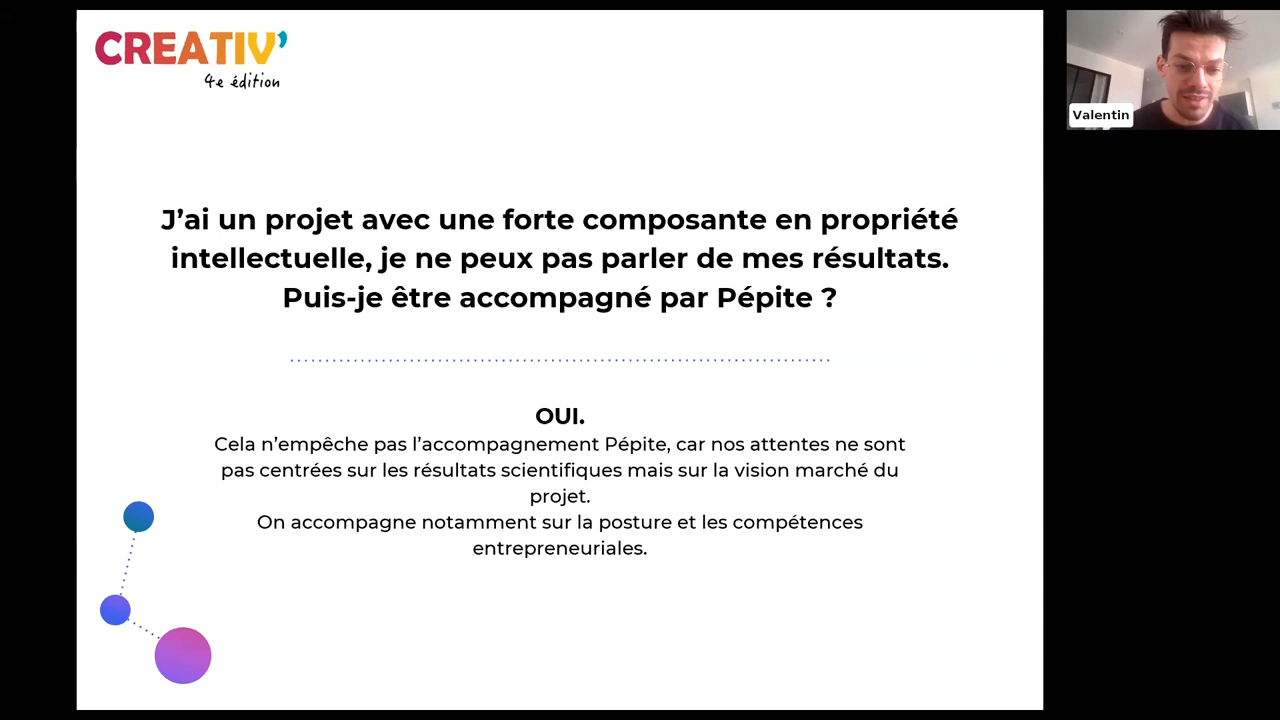 CREATIV’
4e édition
Valentin
J’ai un projet avec une forte composante en propriété
intellectuelle, je ne peux pas parler de mes résultats.
Puis-je être accompagné par Pépite ?
OUI.
Cela n’empêche pas l’accompagnement Pépite, car nos attentes ne sont
pas centrées sur les résultats scientifiques mais sur la vision marché du
projet.
On accompagne notamment sur la posture et les compétences
entrepreneuriales.